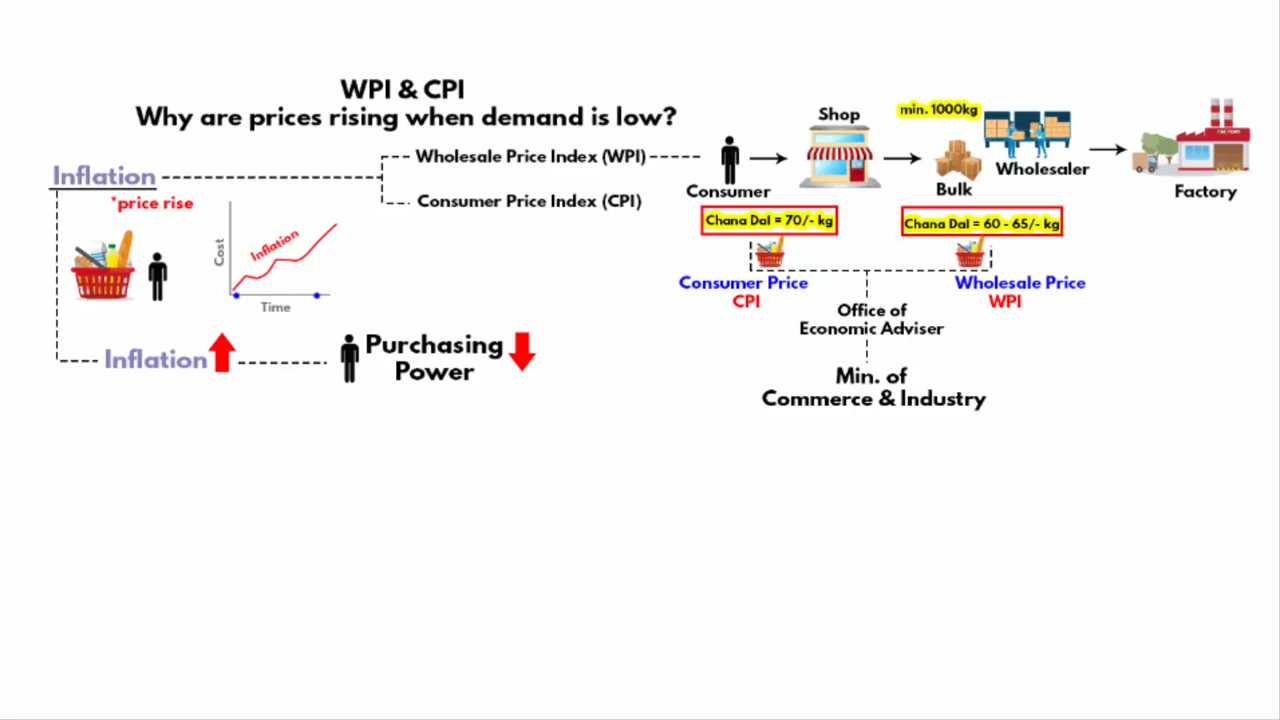 WPI & CPI
Why are prices rising when demand is low?
Inflation
*price rise
Wholesale Price Index (WPI)
Consumer Price Index (CPI)
Cost
Inflation
Time
Inflation
Purchasing
Power
Consumer
Shop
min. 1000kg
Bulk
Wholesaler
FACTORY
Factory
Chana Dal = 70/- kg
Chana Dal = 60 - 65/- kg
Consumer Price
CPI
Wholesale Price
WPI
Office of
Economic Adviser
Min. of
Commerce & Industry